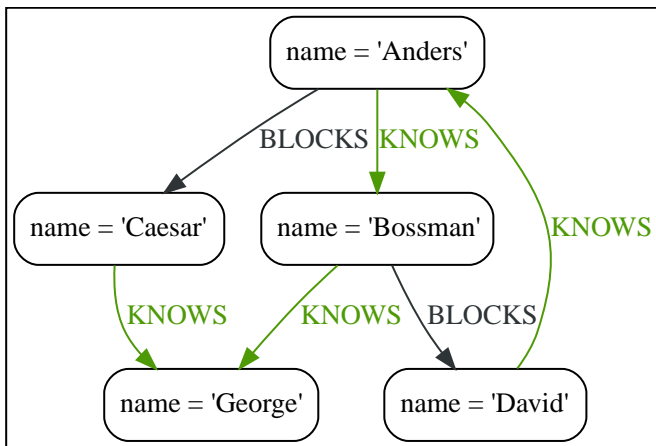 name = 'Anders'
BLOCKS
KNOWS
name = 'Caesar'
name = 'Bossman'
KNOWS
KNOWS
KNOWS
BLOCKS
name = 'George'
name = 'David'